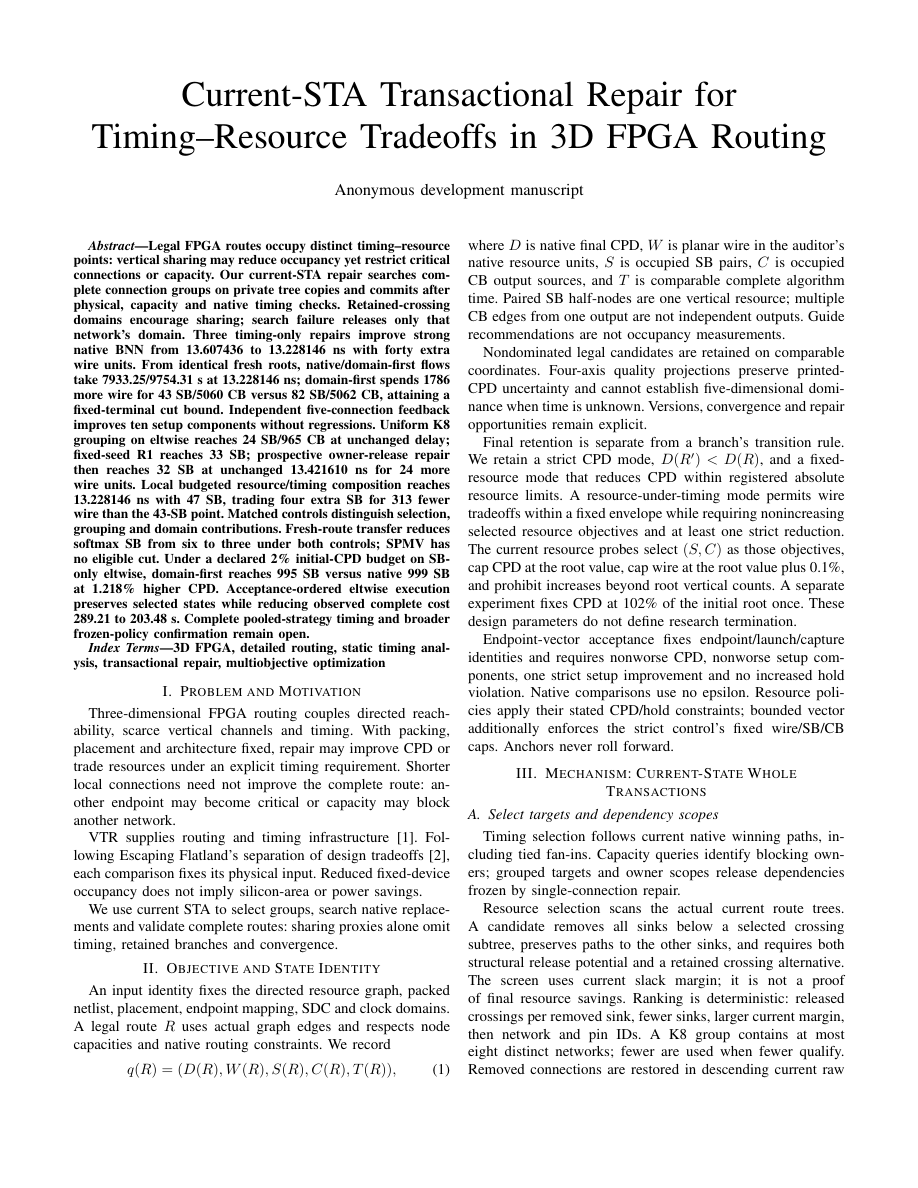 Current-STA Transactional Repair for
Timing–Resource Tradeoffs in 3D FPGA Routing
Anonymous development manuscript
Abstract—Legal FPGA routes occupy distinct timing–resource
points: vertical sharing may reduce occupancy yet restrict critical
connections or capacity. Our current-STA repair searches com-
plete connection groups on private tree copies and commits after
physical, capacity and native timing checks. Retained-crossing
domains encourage sharing; search failure releases only that
network's domain. Three timing-only repairs improve strong
native BNN from 13.607436 to 13.228146 ns with forty extra
wire units. From identical fresh roots, native/domain-first flows
take 7933.25/9754.31 s at 13.228146 ns; domain-first spends 1786
more wire for 43 SB/5060 CB versus 82 SB/5062 CB, attaining a
fixed-terminal cut bound. Independent five-connection feedback
improves ten setup components without regressions. Uniform K8
grouping on eltwise reaches 24 SB/965 CB at unchanged delay;
fixed-seed R1 reaches 33 SB; prospective owner-release repair
then reaches 32 SB at unchanged 13.421610 ns for 24 more
wire units. Local budgeted resource/timing composition reaches
13.228146 ns with 47 SB, trading four extra SB for 313 fewer
wire than the 43-SB point. Matched controls distinguish selection,
grouping and domain contributions. Fresh-route transfer reduces
softmax SB from six to three under both controls; SPMV has
no eligible cut. Under a declared 2% initial-CPD budget on SB-
only eltwise, domain-first reaches 995 SB versus native 999 SB
at 1.218% higher CPD. Acceptance-ordered eltwise execution
preserves selected states while reducing observed complete cost
289.21 to 203.48 s. Complete pooled-strategy timing and broader
frozen-policy confirmation remain open.
Index Terms—3D FPGA, detailed routing, static timing anal-
ysis, transactional repair, multiobjective optimization
I. PROBLEM AND MOTIVATION
Three-dimensional FPGA routing couples directed reach-
ability, scarce vertical channels and timing. With packing,
placement and architecture fixed, repair may improve CPD or
trade resources under an explicit timing requirement. Shorter
local connections need not improve the complete route: an-
other endpoint may become critical or capacity may block
another network.
VTR supplies routing and timing infrastructure [1]. Fol-
lowing Escaping Flatland's separation of design tradeoffs [2],
each comparison fixes its physical input. Reduced fixed-device
occupancy does not imply silicon-area or power savings.
We use current STA to select groups, search native replace-
ments and validate complete routes: sharing proxies alone omit
timing, retained branches and convergence.
II. OBJECTIVE AND STATE IDENTITY
An input identity fixes the directed resource graph, packed
netlist, placement, endpoint mapping, SDC and clock domains.
A legal route R uses actual graph edges and respects node
capacities and native routing constraints. We record
q(R) = (D(R), W(R), S(R), C(R), T(R)), (1)
where D is native final CPD, W is planar wire in the auditor's
native resource units, S is occupied SB pairs, C is occupied
CB output sources, and T is comparable complete algorithm
time. Paired SB half-nodes are one vertical resource; multiple
CB edges from one output are not independent outputs. Guide
recommendations are not occupancy measurements.
Nondominated legal candidates are retained on comparable
coordinates. Four-axis quality projections preserve printed-
CPD uncertainty and cannot establish five-dimensional domi-
nance when time is unknown. Versions, convergence and repair
opportunities remain explicit.
Final retention is separate from a branch's transition rule.
We retain a strict CPD mode, D(R′) < D(R), and a fixed-
resource mode that reduces CPD within registered absolute
resource limits. A resource-under-timing mode permits wire
tradeoffs within a fixed envelope while requiring nonincreasing
selected resource objectives and at least one strict reduction.
The current resource probes select (S, C) as those objectives,
cap CPD at the root value, cap wire at the root value plus 0.1%,
and prohibit increases beyond root vertical counts. A separate
experiment fixes CPD at 102% of the initial root once. These
design parameters do not define research termination.
Endpoint-vector acceptance fixes endpoint/launch/capture
identities and requires nonworse CPD, nonworse setup com-
ponents, one strict setup improvement and no increased hold
violation. Native comparisons use no epsilon. Resource poli-
cies apply their stated CPD/hold constraints; bounded vector
additionally enforces the strict control's fixed wire/SB/CB
caps. Anchors never roll forward.
III. MECHANISM: CURRENT-STATE WHOLE
TRANSACTIONS
A. Select targets and dependency scopes
Timing selection follows current native winning paths, in-
cluding tied fan-ins. Capacity queries identify blocking own-
ers; grouped targets and owner scopes release dependencies
frozen by single-connection repair.
Resource selection scans the actual current route trees.
A candidate removes all sinks below a selected crossing
subtree, preserves paths to the other sinks, and requires both
structural release potential and a retained crossing alternative.
The screen uses current slack margin; it is not a proof
of final resource savings. Ranking is deterministic: released
crossings per removed sink, fewer sinks, larger current margin,
then network and pin IDs. A K8 group contains at most
eight distinct networks; fewer are used when fewer qualify.
Removed connections are restored in descending current raw